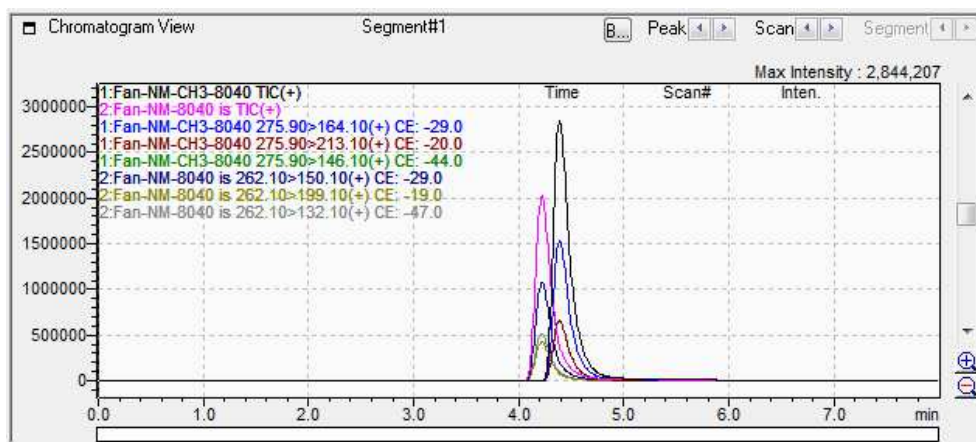 Chromatogram View Segment#1 B... Peak Scan Segment
Max Intensity : 2,844,207
Time Scan# Inten.
1:Fan-NM-CH3-8040 TIC(+)
2:Fan-NM-8040 is TIC(+)
1:Fan-NM-CH3-8040 275.90>164.10(+) CE: -29.0
1:Fan-NM-CH3-8040 275.90>213.10(+) CE: -20.0
1:Fan-NM-CH3-8040 275.90>146.10(+) CE: -44.0
2:Fan-NM-8040 is 262.10>150.10(+) CE: -29.0
2:Fan-NM-8040 is 262.10>199.10(+) CE: -19.0
2:Fan-NM-8040 is 262.10>132.10(+) CE: -47.0
3000000
2500000
2000000
1500000
1000000
500000
0
0.0 1.0 2.0 3.0 4.0 5.0 6.0 7.0 min